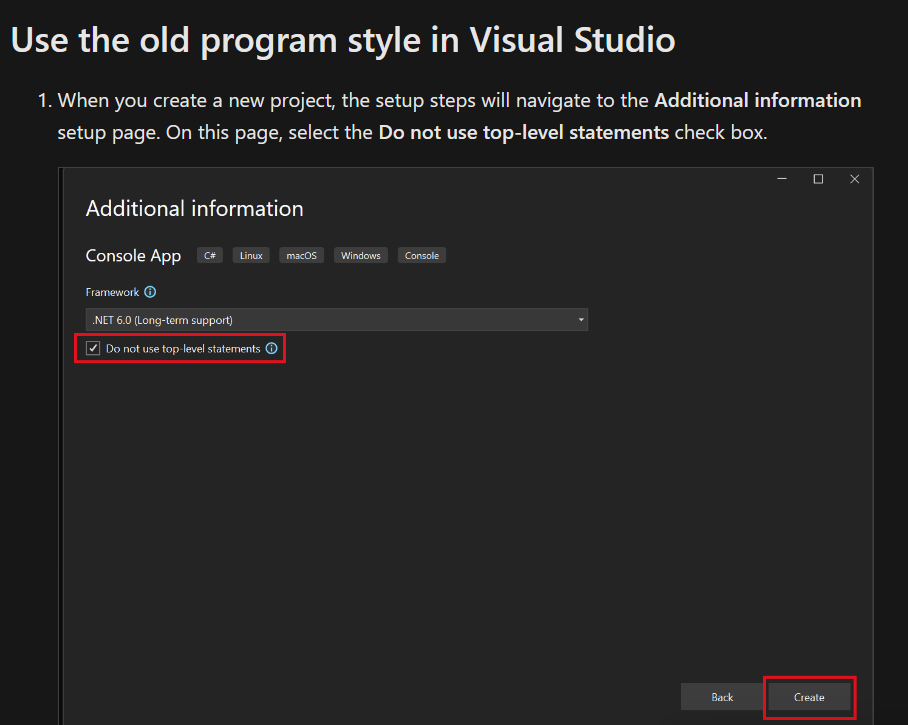 Use the old program style in Visual Studio
1. When you create a new project, the setup steps will navigate to the Additional information
setup page. On this page, select the Do not use top-level statements check box.
Additional information
Console App C# Linux macOS Windows Console
Framework
.NET 6.0 (Long-term support)
Do not use top-level statements
Back Create